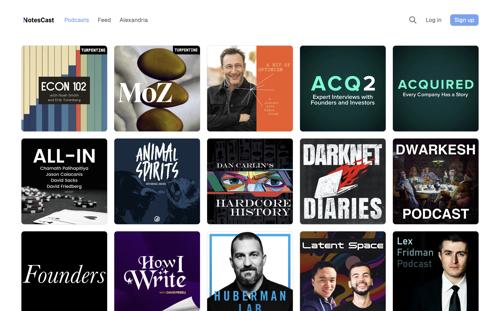 NotesCast
Podcasts
Feed
Alexandria
Log in
Sign up
TURPENTINE
ECON 102
with Noah Smith
and Erik Torenberg
TURPENTINE
MoZ
A BIT OF
OPTIMISM
ACQ2
Expert Interviews with
Founders and Investors
ACQUIRED
Every Company Has a Story
ALL-IN
Chamath Palihapitiya
Jason Calacanis
David Sacks
David Friedberg
ANIMAL
SPIRITS
DAN CARLIN'S
HARDCORE
HISTORY
DARKNET
DIARIES
DWARKESH
PODCAST
Founders
How I
Write
HUBERMAN
LAB
Latent Space
Lex
Fridman
Podcast